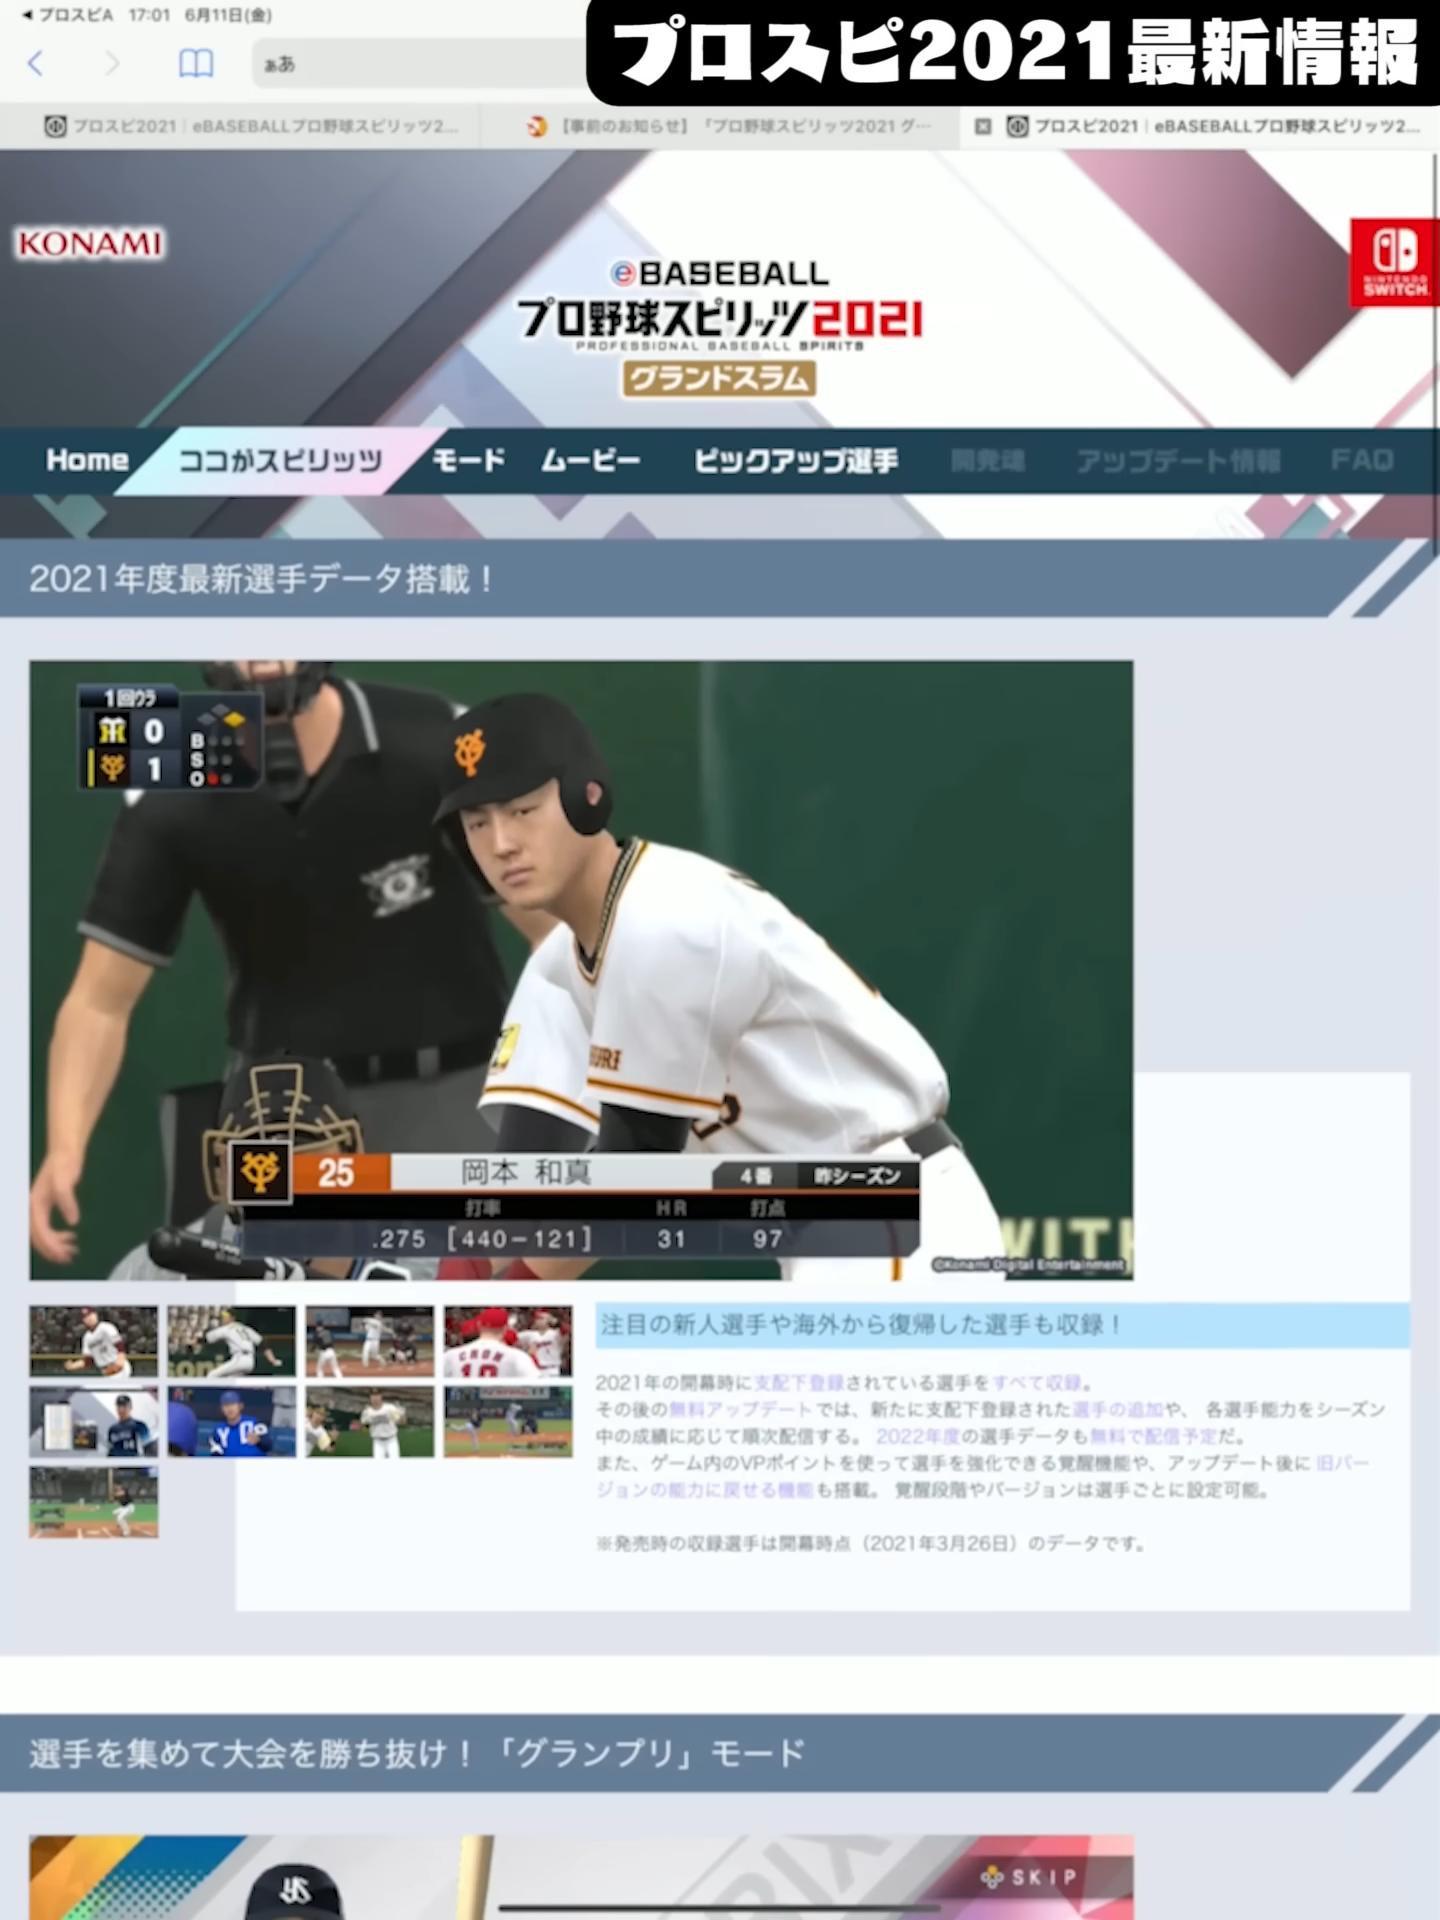 プロスピA 17:01 6月11日(金)
プロスピ2021最新情報
ぁあ
プロスピ2021｜eBASEBALLプロ野球スピリッツ2...
【事前のお知らせ】「プロ野球スピリッツ2021 グ…
プロスピ2021｜eBASEBALLプロ野球スピリッツ2...
KONAMI
eBASEBALL
プロ野球スピリッツ2021
PROFESSIONAL BASEBALL SPIRITS
グランドスラム
NINTENDO
SWITCH
Home ココがスピリッツ モード ムービー ピックアップ選手 開発魂 アップデート情報 FAQ
2021年度最新選手データ搭載！
1回ウラ
0 B
S
1 O
25 岡本 和真 4番 昨シーズン
打率 HR 打点
.275 [440-121] 31 97
WITH
©Konami Digital Entertainment
注目の新人選手や海外から復帰した選手も収録！
2021年の開幕時に支配下登録されている選手をすべて収録。
その後の無料アップデートでは、新たに支配下登録された選手の追加や、 各選手能力をシーズン
中の成績に応じて順次配信する。 2022年度の選手データも無料で配信予定だ。
また、ゲーム内のVPポイントを使って選手を強化できる覚醒機能や、アップデート後に 旧バー
ジョンの能力に戻せる機能も搭載。 覚醒段階やバージョンは選手ごとに設定可能。
※発売時の収録選手は開幕時点（2021年3月26日）のデータです。
選手を集めて大会を勝ち抜け！「グランプリ」モード
SKIP